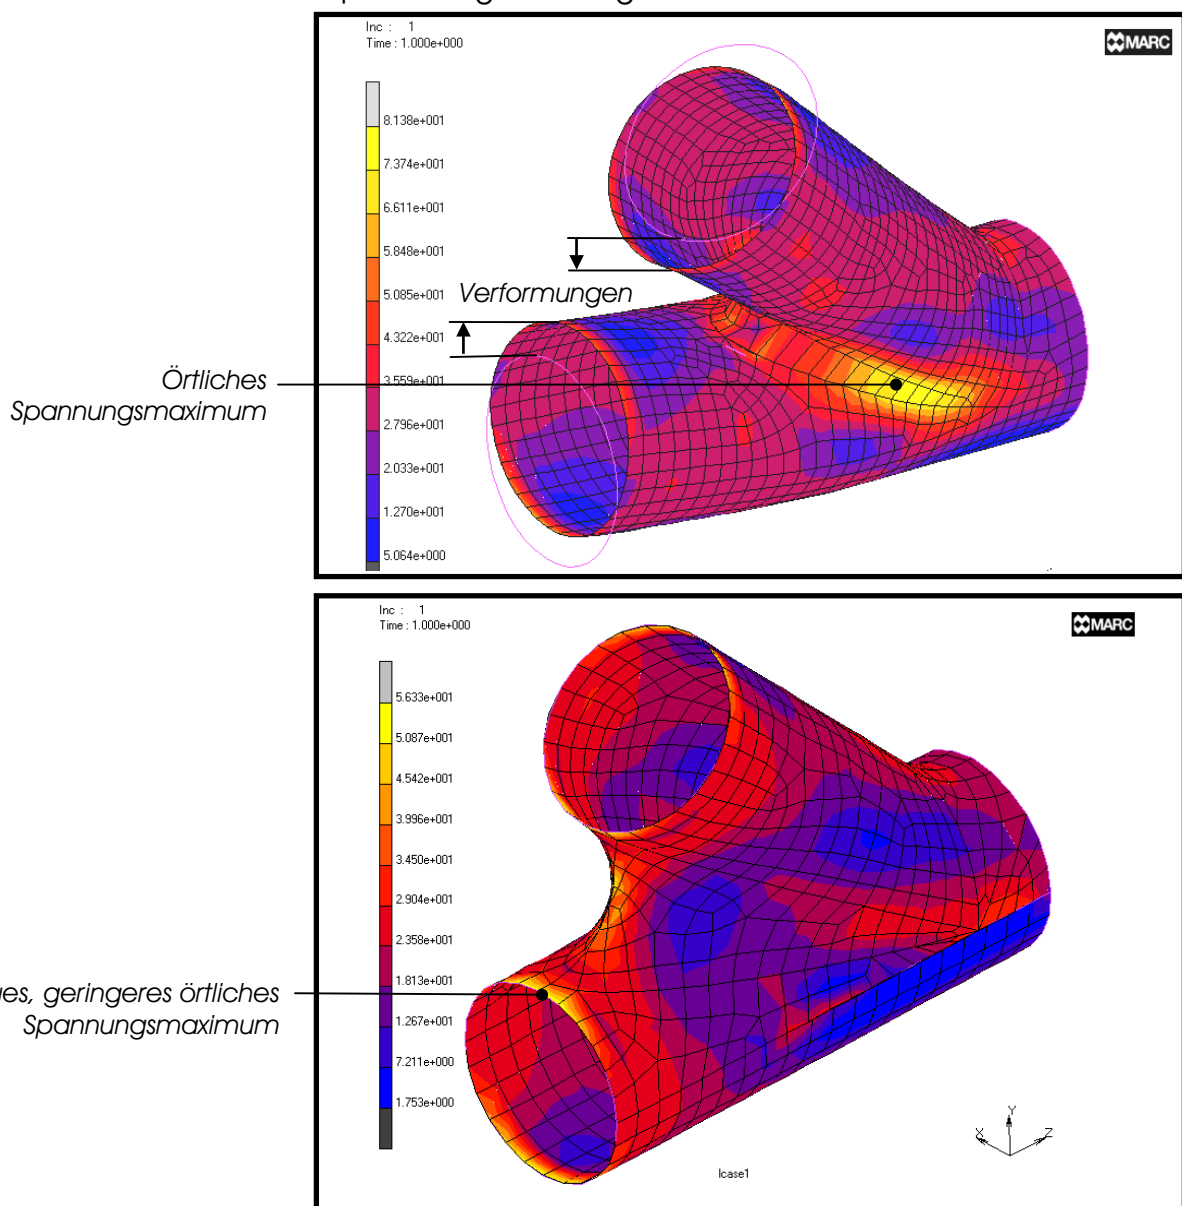 Inc : 1
Time : 1.000e+000
MARC
8.138e+001
7.374e+001
6.611e+001
5.848e+001
5.085e+001
4.322e+001
3.559e+001
2.796e+001
2.033e+001
1.270e+001
5.064e+000
Verformungen
Örtliches
Spannungsmaximum
Inc : 1
Time : 1.000e+000
MARC
5.633e+001
5.087e+001
4.542e+001
3.996e+001
3.450e+001
2.904e+001
2.358e+001
1.813e+001
1.267e+001
7.211e+000
1.753e+000
geringeres örtliches
Spannungsmaximum
Y
X
Z
lcase1